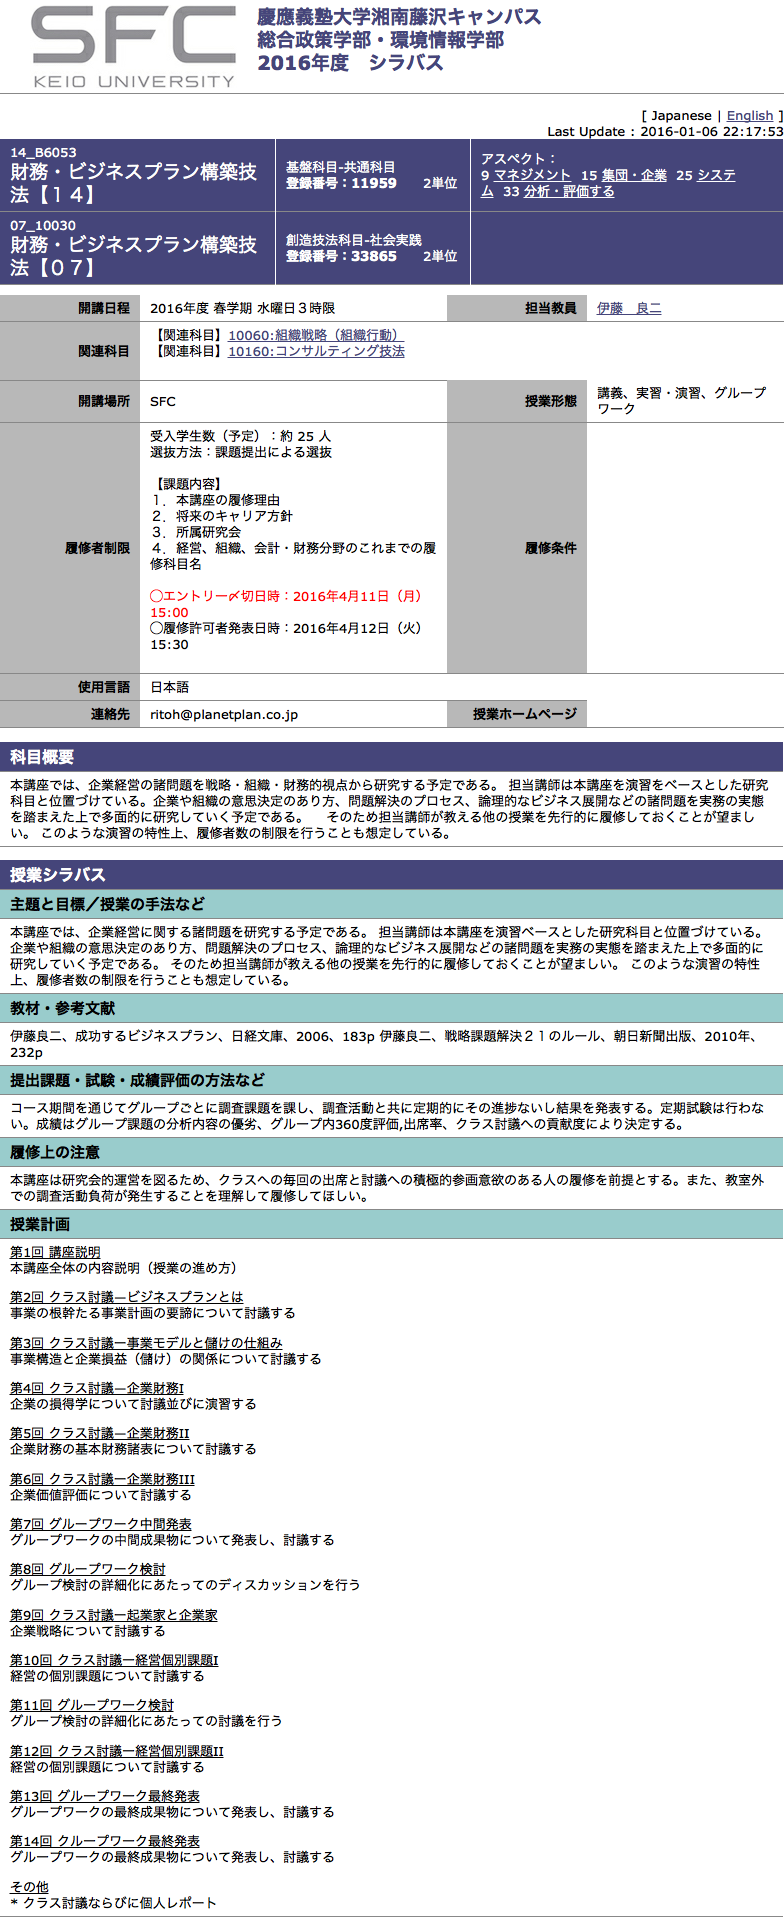 SFC
KEIO UNIVERSITY
慶應義塾大学湘南藤沢キャンパス
総合政策学部・環境情報学部
2016年度　シラバス
[ Japanese | English ]
Last Update : 2016-01-06 22:17:53
14_B6053
財務・ビジネスプラン構築技
法【１４】
基盤科目-共通科目
登録番号：11959　　2単位
アスペクト：
9 マネジメント 15 集団・企業 25 システ
ム 33 分析・評価する
07_10030
財務・ビジネスプラン構築技
法【０７】
創造技法科目-社会実践
登録番号：33865　　2単位
開講日程
2016年度 春学期 水曜日３時限
担当教員
伊藤　良二
関連科目
【関連科目】10060:組織戦略（組織行動）
【関連科目】10160:コンサルティング技法
開講場所
SFC
授業形態
講義、実習・演習、グループ
ワーク
履修者制限
受入学生数（予定）：約 25 人
選抜方法：課題提出による選抜
【課題内容】
１．本講座の履修理由
２．将来のキャリア方針
３．所属研究会
４．経営、組織、会計・財務分野のこれまでの履
修科目名
◯エントリー〆切日時：2016年4月11日（月）
15:00
◯履修許可者発表日時：2016年4月12日（火）
15:30
履修条件
使用言語
日本語
連絡先
ritoh@planetplan.co.jp
授業ホームページ
科目概要
本講座では、企業経営の諸問題を戦略・組織・財務的視点から研究する予定である。 担当講師は本講座を演習をベースとした研究
科目と位置づけている。企業や組織の意思決定のあり方、問題解決のプロセス、論理的なビジネス展開などの諸問題を実務の実態
を踏まえた上で多面的に研究していく予定である。　 そのため担当講師が教える他の授業を先行的に履修しておくことが望まし
い。 このような演習の特性上、履修者数の制限を行うことも想定している。
授業シラバス
主題と目標／授業の手法など
本講座では、企業経営に関する諸問題を研究する予定である。 担当講師は本講座を演習ベースとした研究科目と位置づけている。
企業や組織の意思決定のあり方、問題解決のプロセス、論理的なビジネス展開などの諸問題を実務の実態を踏まえた上で多面的に
研究していく予定である。 そのため担当講師が教える他の授業を先行的に履修しておくことが望ましい。 このような演習の特性
上、履修者数の制限を行うことも想定している。
教材・参考文献
伊藤良二、成功するビジネスプラン、日経文庫、2006、183p 伊藤良二、戦略課題解決２１のルール、朝日新聞出版、2010年、
232p
提出課題・試験・成績評価の方法など
コース期間を通じてグループごとに調査課題を課し、調査活動と共に定期的にその進捗ないし結果を発表する。定期試験は行わな
い。成績はグループ課題の分析内容の優劣、グループ内360度評価,出席率、クラス討議への貢献度により決定する。
履修上の注意
本講座は研究会的運営を図るため、クラスへの毎回の出席と討議への積極的参画意欲のある人の履修を前提とする。また、教室外
での調査活動負荷が発生することを理解して履修してほしい。
授業計画
第1回 講座説明
本講座全体の内容説明（授業の進め方）
第2回 クラス討議—ビジネスプランとは
事業の根幹たる事業計画の要諦について討議する
第3回 クラス討議ー事業モデルと儲けの仕組み
事業構造と企業損益（儲け）の関係について討議する
第4回 クラス討議—企業財務I
企業の損得学について討議並びに演習する
第5回 クラス討議—企業財務II
企業財務の基本財務諸表について討議する
第6回 クラス討議ー企業財務III
企業価値評価について討議する
第7回 グループワーク中間発表
グループワークの中間成果物について発表し、討議する
第8回 グループワーク検討
グループ検討の詳細化にあたってのディスカッションを行う
第9回 クラス討議ー起業家と企業家
企業戦略について討議する
第10回 クラス討議ー経営個別課題I
経営の個別課題について討議する
第11回 グループワーク検討
グループ検討の詳細化にあたっての討議を行う
第12回 クラス討議ー経営個別課題II
経営の個別課題について討議する
第13回 グループワーク最終発表
グループワークの最終成果物について発表し、討議する
第14回 クループワーク最終発表
グループワークの最終成果物について発表し、討議する
その他
* クラス討議ならびに個人レポート